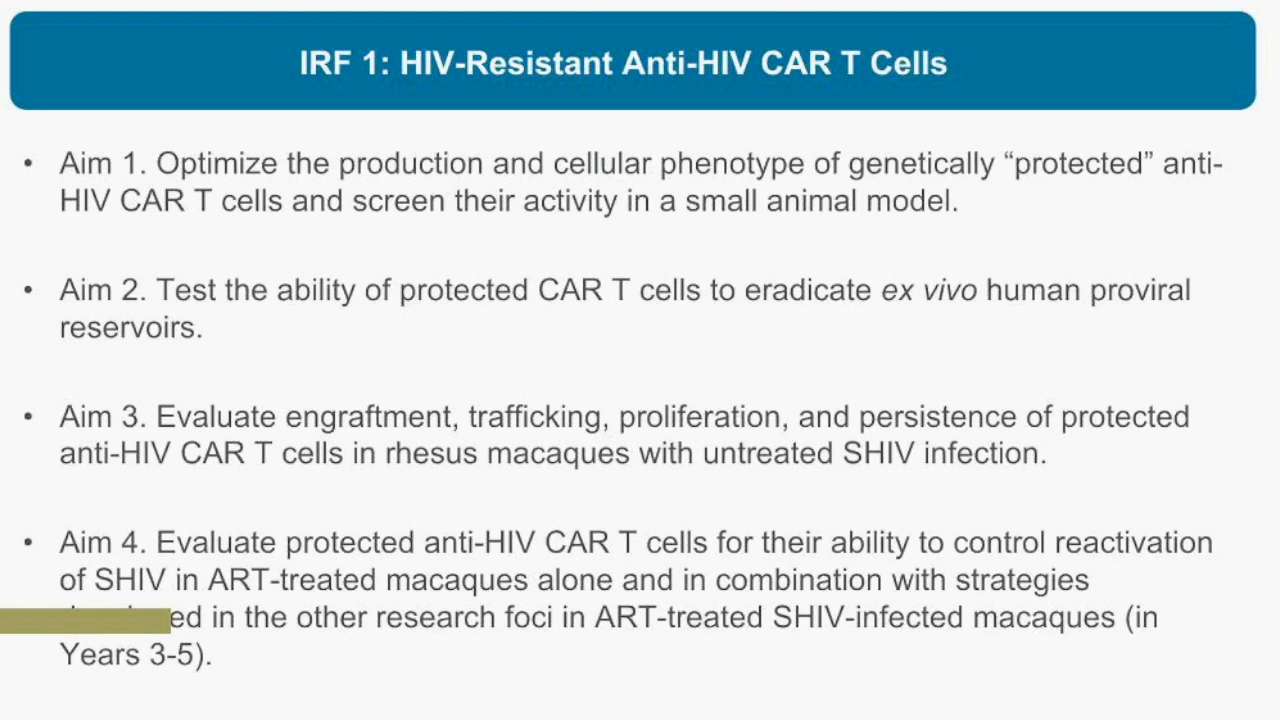 IRF 1: HIV-Resistant Anti-HIV CAR T Cells
• Aim 1. Optimize the production and cellular phenotype of genetically “protected” anti-
HIV CAR T cells and screen their activity in a small animal model.
• Aim 2. Test the ability of protected CAR T cells to eradicate ex vivo human proviral
reservoirs.
• Aim 3. Evaluate engraftment, trafficking, proliferation, and persistence of protected
anti-HIV CAR T cells in rhesus macaques with untreated SHIV infection.
• Aim 4. Evaluate protected anti-HIV CAR T cells for their ability to control reactivation
of SHIV in ART-treated macaques alone and in combination with strategies
in the other research foci in ART-treated SHIV-infected macaques (in
Years 3-5).